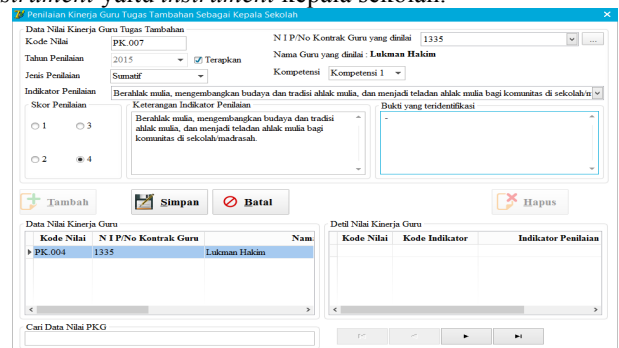 strument yaitu instrument kepala sekolah.
Penilaian Kinerja Guru Tugas Tambahan Sebagai Kepala Sekolah
Data Nilai Kinerja Guru Tugas Tambahan
Kode Nilai PK.007 N I P/No Kontrak Guru yang dinilai 1335 ...
Tahun Penilaian 2015 Terapkan Nama Guru yang dinilai : Lukman Hakim
Jenis Penilaian Sumatif Kompetensi Kompetensi 1
Indikator Penilaian Berahlak mulia, mengembangkan budaya dan tradisi ahlak mulia, dan menjadi teladan ahlak mulia bagi komunitas di sekolah/m
Skor Penilaian Keterangan Indikator Penilaian Bukti yang teridentifikasi
1 3
2 4
Berahlak mulia, mengembangkan budaya dan tradisi
ahlak mulia, dan menjadi teladan ahlak mulia bagi
komunitas di sekolah/madrasah.
-
Tambah Simpan Batal Hapus
Data Nilai Kinerja Guru Detil Nilai Kinerja Guru
Kode Nilai N I P/No Kontrak Guru Nam Kode Nilai Kode Indikator Indikator Penilaian
PK.004 1335 Lukman Hakim
Cari Data Nilai PKG